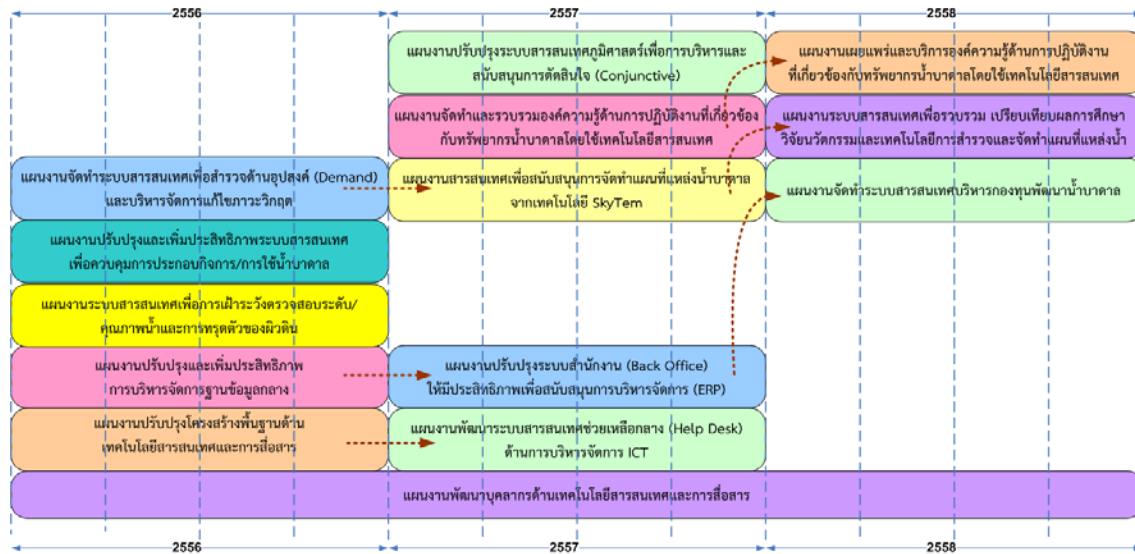 2556
2557
2558
แผนงานปรับปรุงระบบสารสนเทศภูมิศาสตร์เพื่อการบริหารและ
สนับสนุนการตัดสินใจ (Conjunctive)
แผนงานเผยแพร่และบริการองค์ความรู้ด้านการปฏิบัติงาน
ที่เกี่ยวข้องกับทรัพยากรน้ำบาดาลโดยใช้เทคโนโลยีสารสนเทศ
แผนงานจัดทำและรวบรวมองค์ความรู้ด้านการปฏิบัติงานที่เกี่ยวข้อง
กับทรัพยากรน้ำบาดาลโดยใช้เทคโนโลยีสารสนเทศ
แผนงานระบบสารสนเทศเพื่อรวบรวม เปรียบเทียบผลการศึกษา
วิจัยนวัตกรรมและเทคโนโลยีการสำรวจและจัดทำแผนที่แหล่งน้ำ
แผนงานจัดทำระบบสารสนเทศเพื่อสำรวจด้านอุปสงค์ (Demand)
และบริหารจัดการแก้ไขภาวะวิกฤต
แผนงานสารสนเทศเพื่อสนับสนุนการจัดทำแผนที่แหล่งน้ำบาดาล
จากเทคโนโลยี SkyTem
แผนงานจัดทำระบบสารสนเทศบริหารกองทุนพัฒนาน้ำบาดาล
แผนงานปรับปรุงและเพิ่มประสิทธิภาพระบบสารสนเทศ
เพื่อควบคุมการประกอบกิจการ/การใช้น้ำบาดาล
แผนงานระบบสารสนเทศเพื่อการเฝ้าระวังตรวจสอบระดับ/
คุณภาพน้ำและการทรุดตัวของผิวดิน
แผนงานปรับปรุงและเพิ่มประสิทธิภาพ
การบริหารจัดการฐานข้อมูลกลาง
แผนงานปรับปรุงระบบสำนักงาน (Back Office)
ให้มีประสิทธิภาพเพื่อสนับสนุนการบริหารจัดการ (ERP)
แผนงานปรับปรุงโครงสร้างพื้นฐานด้าน
เทคโนโลยีสารสนเทศและการสื่อสาร
แผนงานพัฒนาระบบสารสนเทศช่วยเหลือกลาง (Help Desk)
ด้านการบริหารจัดการ ICT
แผนงานพัฒนาบุคลากรด้านเทคโนโลยีสารสนเทศและการสื่อสาร
2556
2557
2558